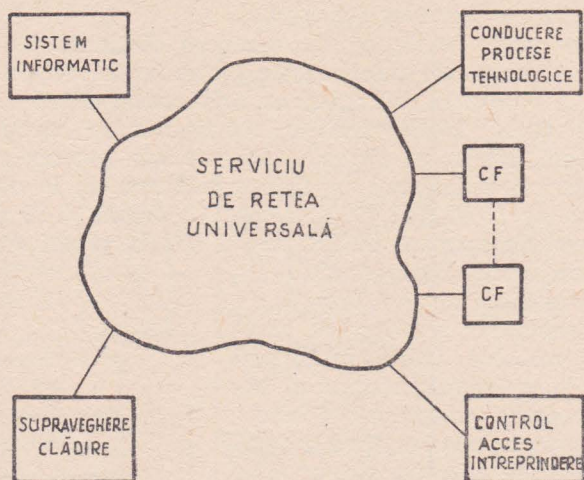 SISTEM
INFORMATIC
CONDUCERE
PROCESE
TEHNOLOGICE
SERVICIU
DE RETEA
UNIVERSALĂ
CF
CF
SUPRAVEGHERE
CLĂDIRE
CONTROL
ACCES
INTREPRINDERE